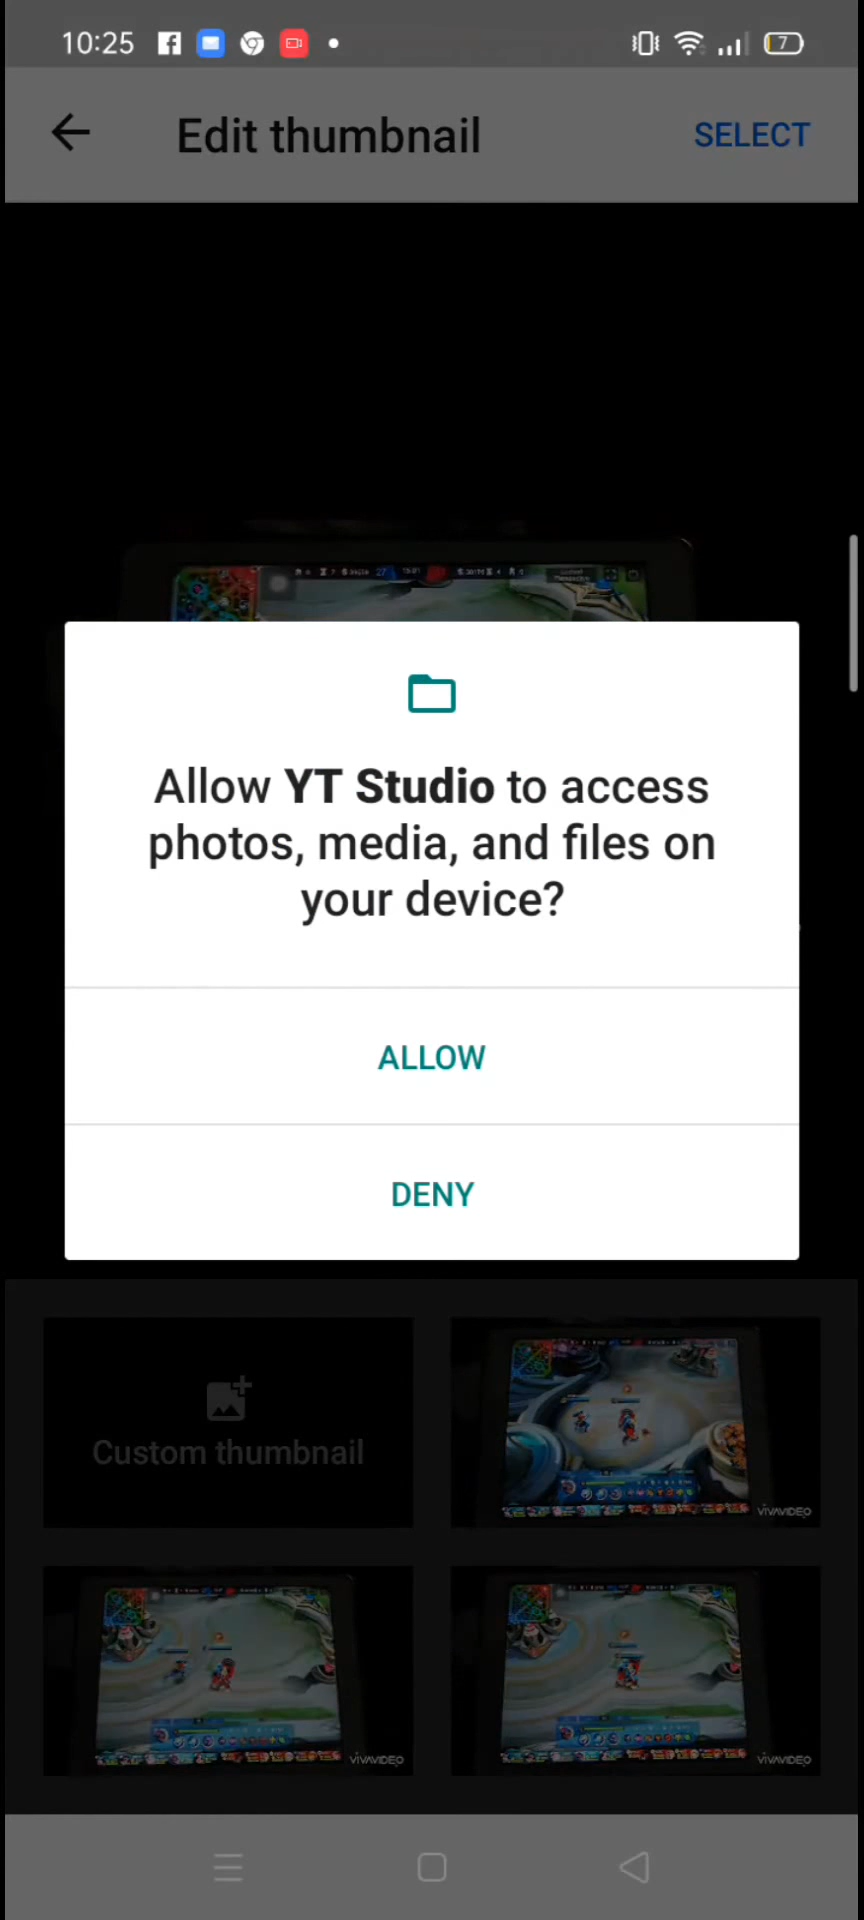 10:25
7
Edit thumbnail
SELECT
Allow YT Studio to access
photos, media, and files on
your device?
ALLOW
DENY
Custom thumbnail
VIVAVIDEO
VIVAVIDEO
VIVAVIDEO